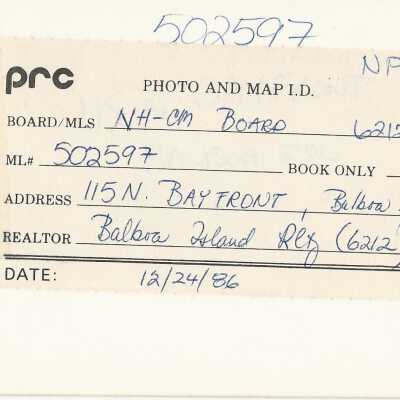 502597
NP
prc PHOTO AND MAP I.D.
BOARD/MLS NH-CM BOARD 6212
ML# 502597 BOOK ONLY
ADDRESS 115 N. BAYFRONT, Balboa
REALTOR Balboa Island Rlty (6212)
DATE: 12/24/86